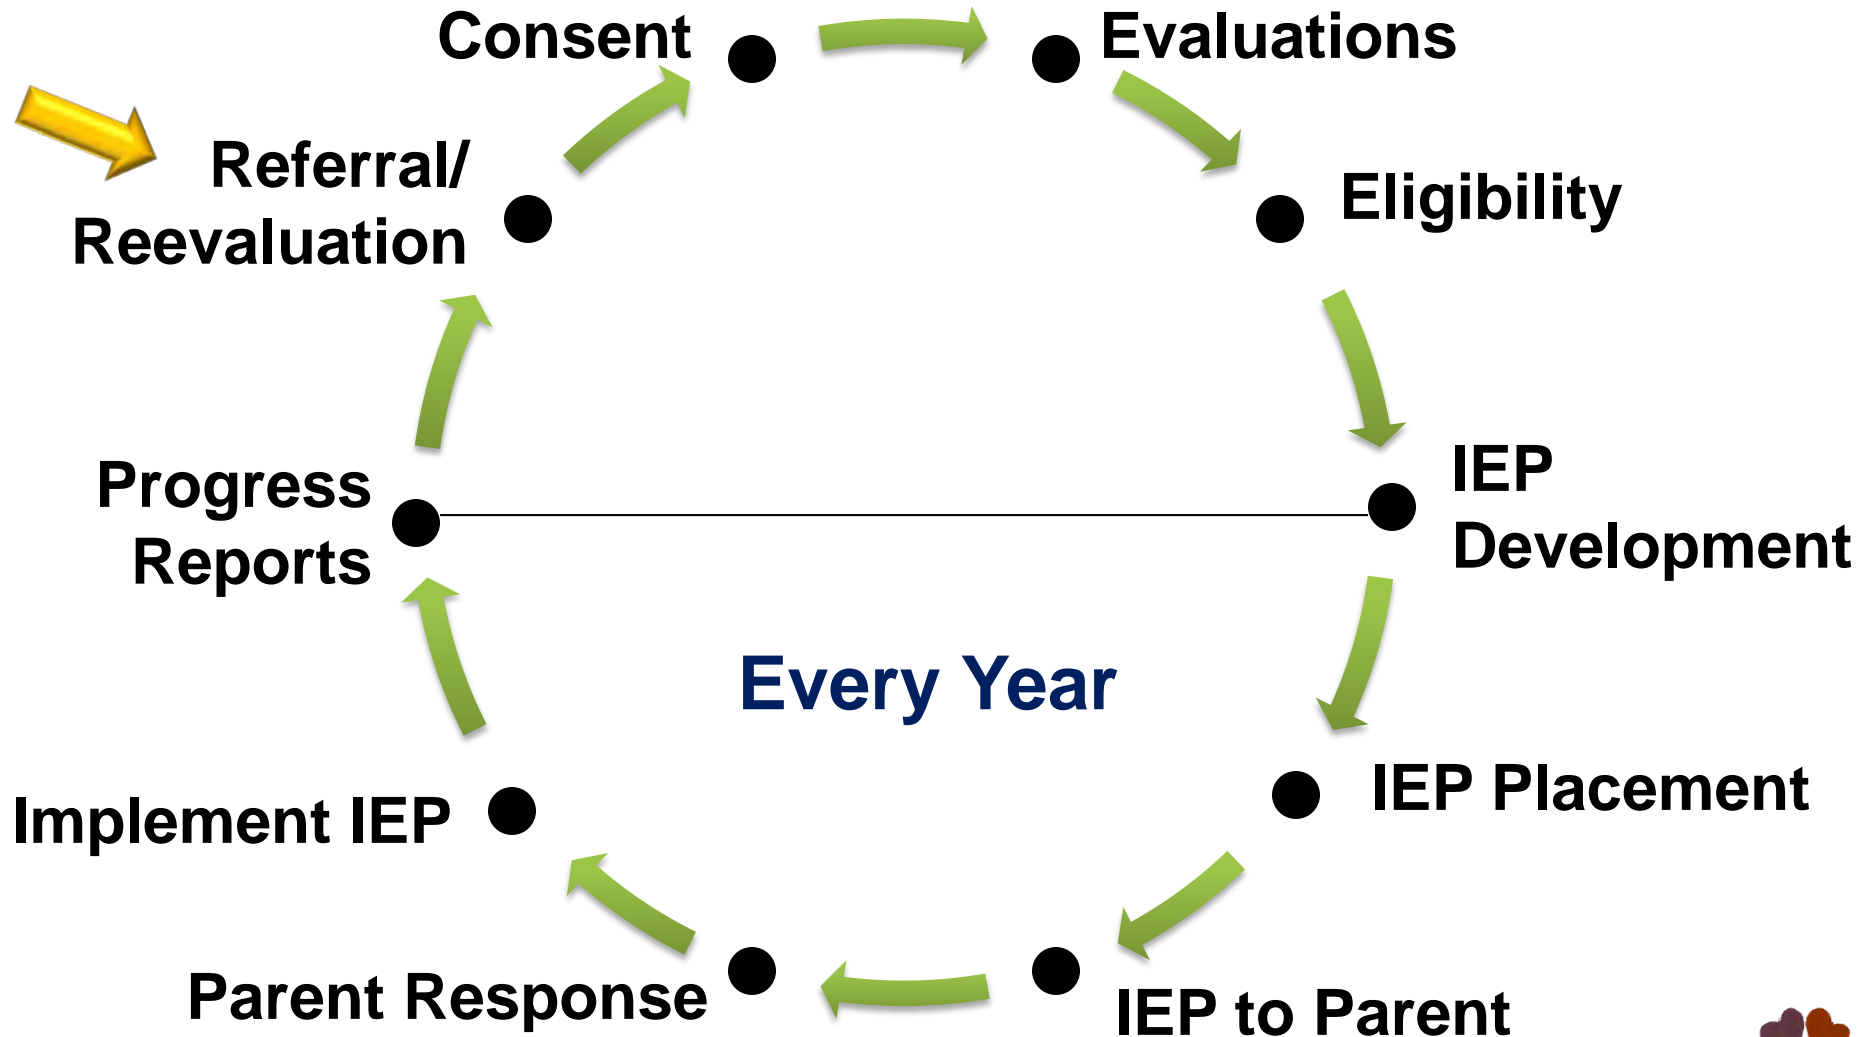 Consent
Evaluations
Referral/
Reevaluation
Eligibility
Progress
Reports
IEP
Development
Every Year
Implement IEP
IEP Placement
Parent Response
IEP to Parent